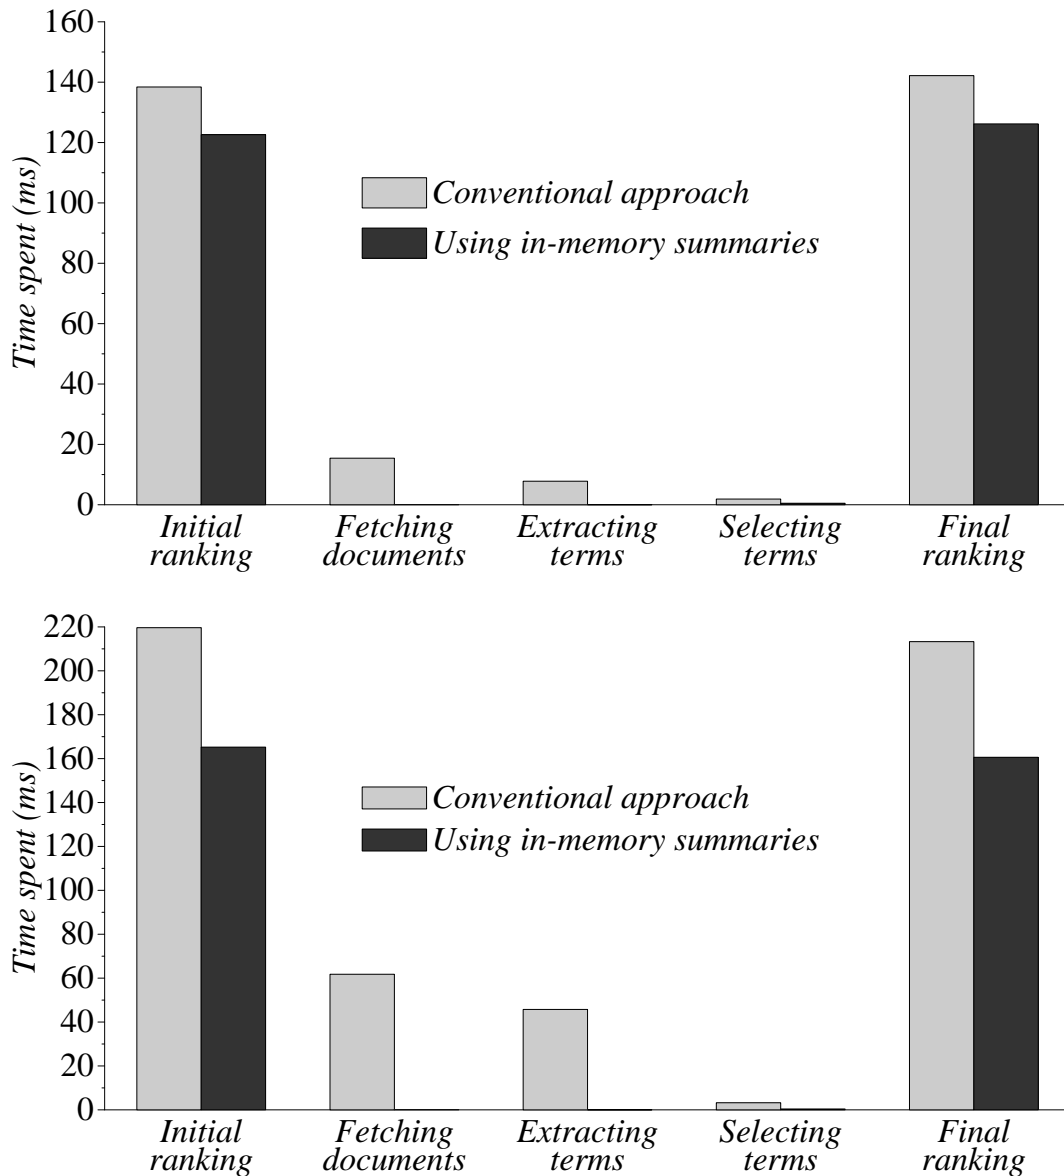 160
140
120
100
80
60
40
20
0
Time spent (ms)
Conventional approach
Using in-memory summaries
Initial ranking
Fetching documents
Extracting terms
Selecting terms
Final ranking
220
200
180
160
140
120
100
80
60
40
20
0
Time spent (ms)
Conventional approach
Using in-memory summaries
Initial ranking
Fetching documents
Extracting terms
Selecting terms
Final ranking